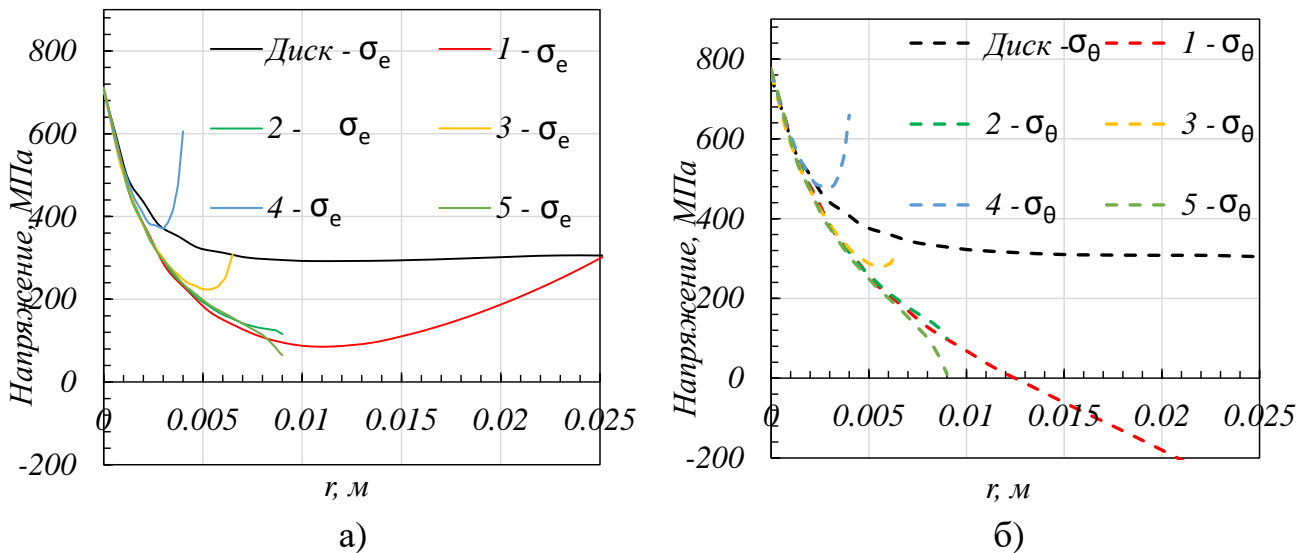 Напряжение, МПа
800
600
400
200
0
-200
0 0.005 0.01 0.015 0.02 0.025
r, м
Диск - σe
1 - σe
2 - σe
3 - σe
4 - σe
5 - σe
а)
Напряжение, МПа
800
600
400
200
0
-200
0 0.005 0.01 0.015 0.02 0.025
r, м
Диск -σθ
1 - σθ
2 - σθ
3 - σθ
4 - σθ
5 - σθ
б)